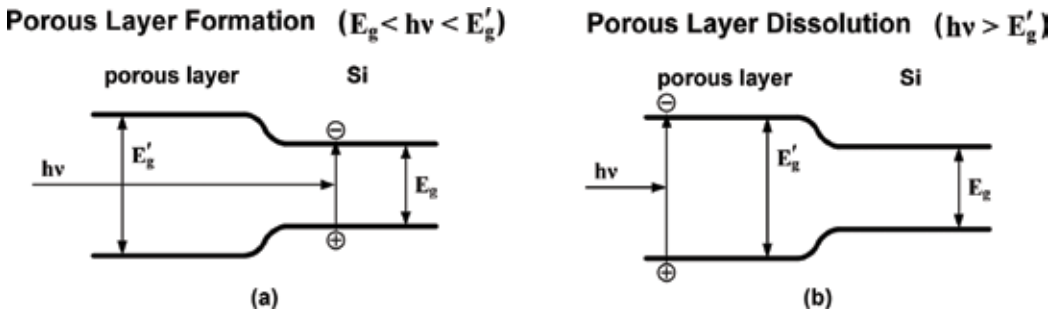 Porous Layer Formation (E_g < hν < E'_g)
porous layer Si
hν
E'_g
E_g
(a)
Porous Layer Dissolution (hν > E'_g)
porous layer Si
hν
E'_g
E_g
(b)